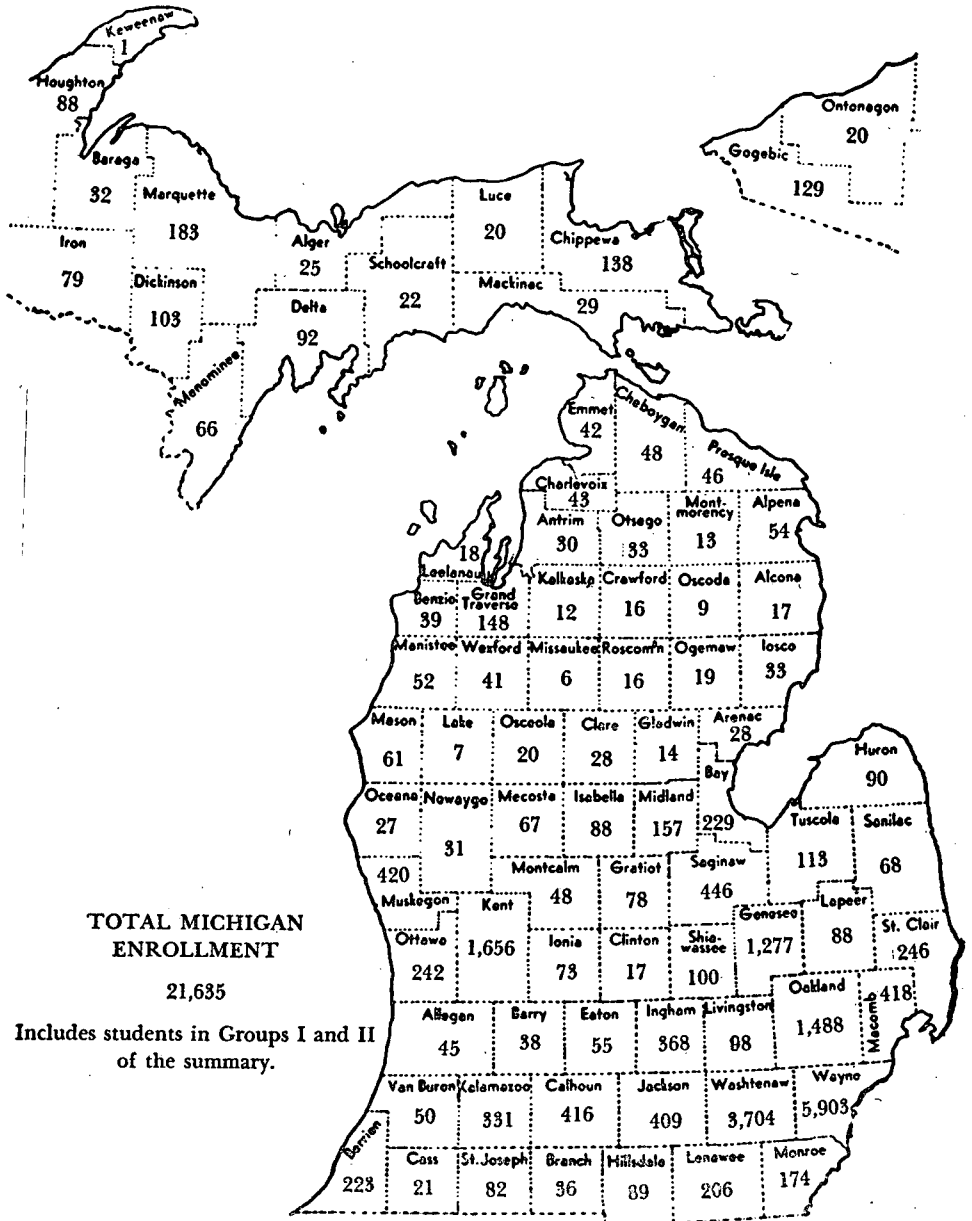 Keweenaw
1
Houghton
88
Ontonagon
20
Gogebic
129
Baraga
32
Marquette
183
Luce
20
Iron
79
Alger
25
Chippewa
138
Schoolcraft
22
Dickinson
103
Mackinac
29
Delta
92
Menominee
66
Emmet
42
Cheboygan
48
Presque Isle
46
Charlevoix
43
Antrim
30
Otsego
33
Mont-
morency
13
Alpena
54
18
Leelanau
Benzie
39
Grand
Traverse
148
Kalkaska
12
Crawford
16
Oscoda
9
Alcona
17
Manistee
52
Wexford
41
Missaukee
6
Roscom'n
16
Ogemaw
19
Iosco
33
Mason
61
Lake
7
Osceola
20
Clare
28
Gladwin
14
Arenac
28
Huron
90
Oceana
27
Newaygo
31
Mecosta
67
Isabella
88
Midland
157
Bay
229
Tuscola
113
Sanilac
68
420
Muskegon
Kent
1,656
Montcalm
48
Gratiot
78
Saginaw
446
Genesee
1,277
Lapeer
88
St. Clair
246
TOTAL MICHIGAN
ENROLLMENT
21,635
Includes students in Groups I and II
of the summary.
Ottawa
242
Ionia
73
Clinton
17
Shia-
wassee
100
Oakland
1,488
Macomb
418
Allegan
45
Barry
38
Eaton
55
Ingham
368
Livingston
98
Van Buren
50
Kalamazoo
331
Calhoun
416
Jackson
409
Washtenaw
3,704
Wayne
5,903
Berrien
223
Cass
21
St. Joseph
82
Branch
36
Hillsdale
89
Lenawee
206
Monroe
174